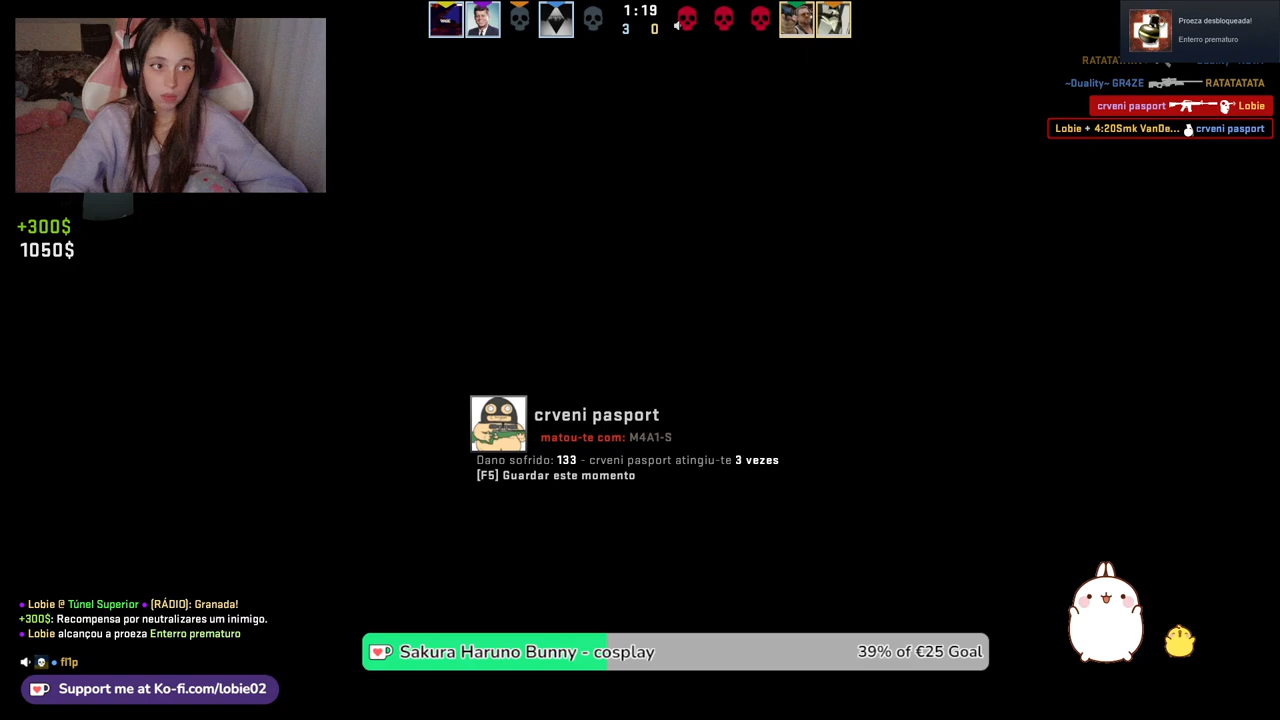 1:19
3 0
Proeza desbloqueada!
Enterro prematuro
~Duality~ GR4ZE RATATATATA
crveni pasport Lobie
Lobie + 4:20Smk VanDe... crveni pasport
+300$
1050$
crveni pasport
matou-te com: M4A1-S
Dano sofrido: 133 - crveni pasport atingiu-te 3 vezes
[F5] Guardar este momento
Lobie @ Túnel Superior • (RÁDIO): Granada!
+300$: Recompensa por neutralizares um inimigo.
Lobie alcançou a proeza Enterro prematuro
fl1p
Sakura Haruno Bunny - cosplay 39% of €25 Goal
Support me at Ko-fi.com/lobie02